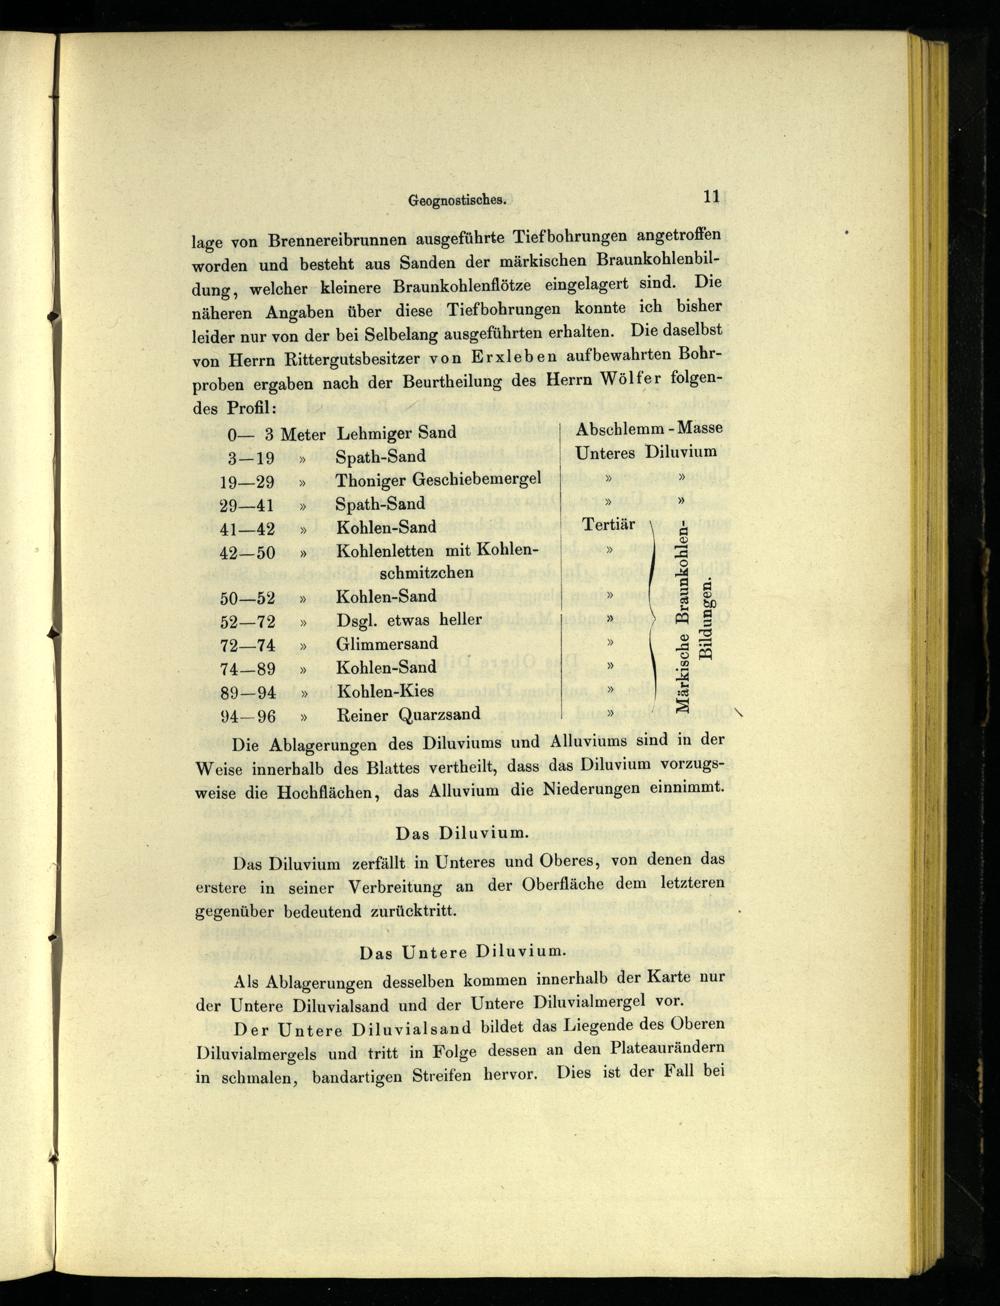 Geognostisches. 11
lage von Brennereibrunnen ausgeführte Tiefbohrungen angetroffen
worden und besteht aus Sanden der märkischen Braunkohlenbil-
dung, welcher kleinere Braunkohlenflötze eingelagert sind. Die
näheren Angaben über diese Tiefbohrungen konnte ich bisher
leider nur von der bei Selbelang ausgeführten erhalten. Die daselbst
von Herrn Rittergutsbesitzer von Erxleben aufbewahrten Bohr-
proben ergaben nach der Beurtheilung des Herrn Wölfer folgen-
des Profil:
0— 3 Meter Lehmiger Sand Abschlemm-Masse
3—19 » Spath-Sand Unteres Diluvium
19—29 » Thoniger Geschiebemergel » »
29—41 » Spath-Sand » »
41—42 » Kohlen-Sand Tertiär
42—50 » Kohlenletten mit Kohlen- »
schmitzchen
50—52 » Kohlen-Sand »
52—72 » Dsgl. etwas heller »
72—74 » Glimmersand »
74—89 » Kohlen-Sand »
89—94 » Kohlen-Kies »
94—96 » Reiner Quarzsand »
Märkische Braunkohlen-
Bildungen.
Die Ablagerungen des Diluviums und Alluviums sind in der
Weise innerhalb des Blattes vertheilt, dass das Diluvium vorzugs-
weise die Hochflächen, das Alluvium die Niederungen einnimmt.
Das Diluvium.
Das Diluvium zerfällt in Unteres und Oberes, von denen das
erstere in seiner Verbreitung an der Oberfläche dem letzteren
gegenüber bedeutend zurücktritt.
Das Untere Diluvium.
Als Ablagerungen desselben kommen innerhalb der Karte nur
der Untere Diluvialsand und der Untere Diluvialmergel vor.
Der Untere Diluvialsand bildet das Liegende des Oberen
Diluvialmergels und tritt in Folge dessen an den Plateaurändern
in schmalen, bandartigen Streifen hervor. Dies ist der Fall bei